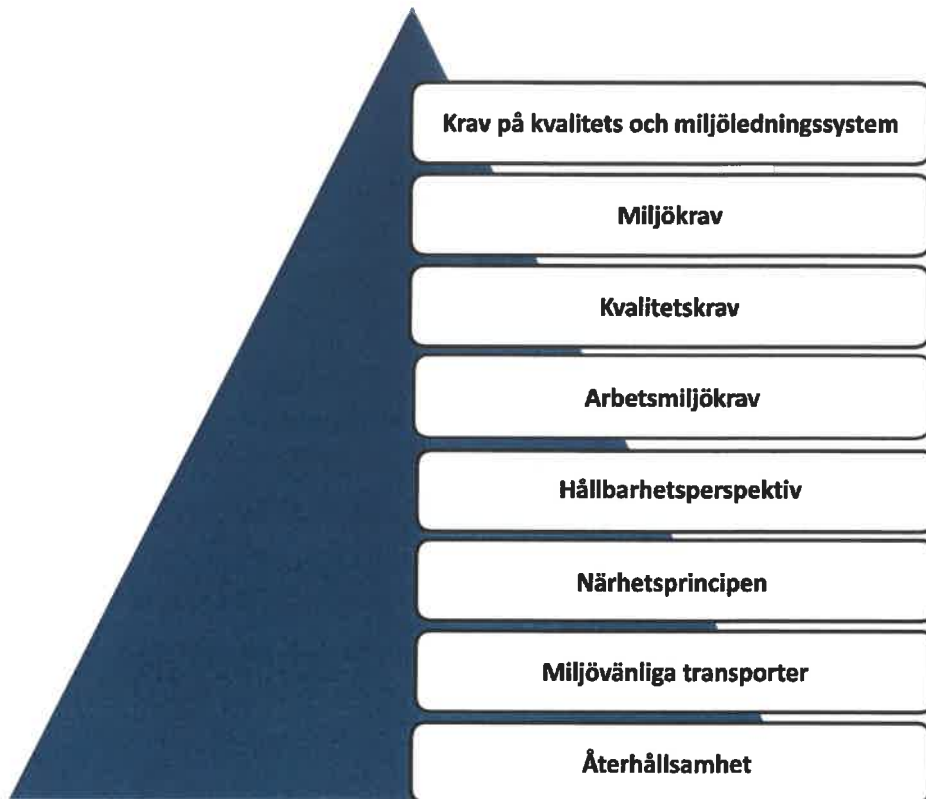 Krav på kvalitets och miljöledningssystem
Miljökrav
Kvalitetskrav
Arbetsmiljökrav
Hållbarhetsperspektiv
Närhetsprincipen
Miljövänliga transporter
Återhållsamhet